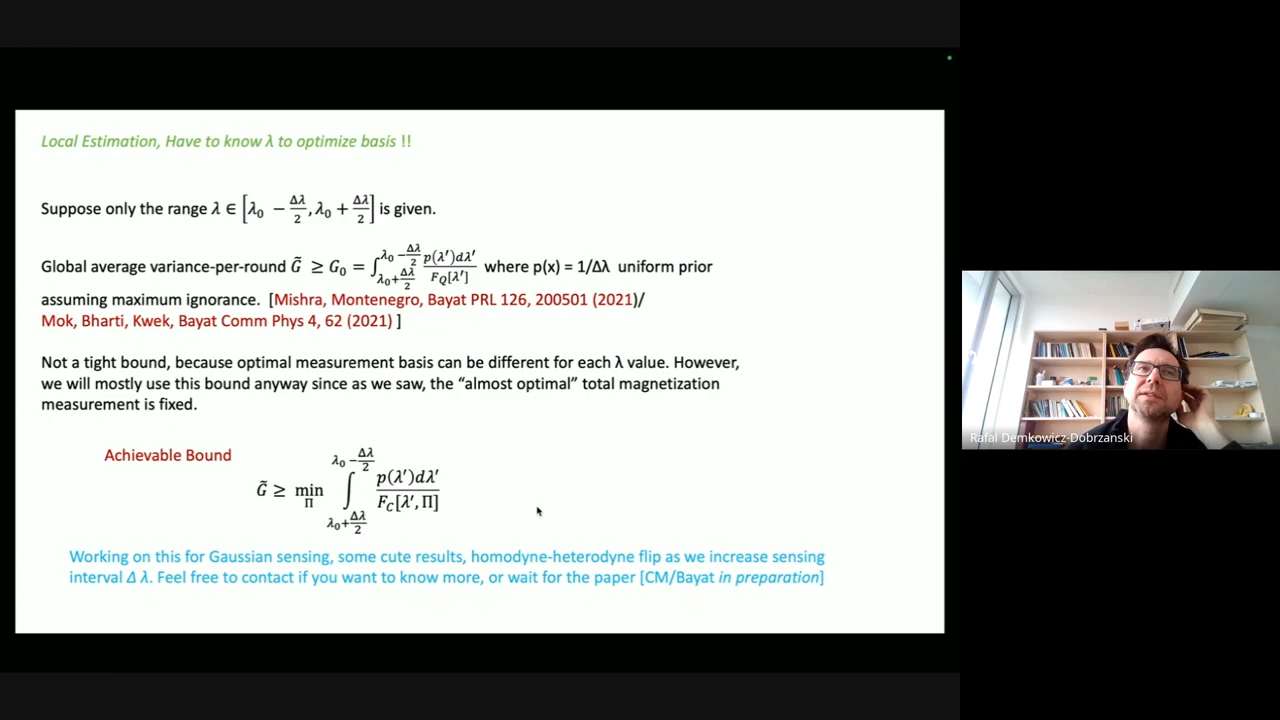 Local Estimation, Have to know λ to optimize basis !!
Suppose only the range λ ∈ [λ₀ − Δλ/2, λ₀ + Δλ/2] is given.
Global average variance-per-round G̃ ≥ G₀ = ∫_{λ₀+Δλ/2}^{λ₀−Δλ/2} p(λ′)dλ′/F_Q[λ′] where p(x) = 1/Δλ uniform prior
assuming maximum ignorance. [Mishra, Montenegro, Bayat PRL 126, 200501 (2021)/
Mok, Bharti, Kwek, Bayat Comm Phys 4, 62 (2021) ]
Not a tight bound, because optimal measurement basis can be different for each λ value. However,
we will mostly use this bound anyway since as we saw, the “almost optimal” total magnetization
measurement is fixed.
Achievable Bound
G̃ ≥ min_Π ∫_{λ₀+Δλ/2}^{λ₀−Δλ/2} p(λ′)dλ′/F_C[λ′, Π]
Working on this for Gaussian sensing, some cute results, homodyne-heterodyne flip as we increase sensing
interval Δ λ. Feel free to contact if you want to know more, or wait for the paper [CM/Bayat in preparation]
Rafal Demkowicz-Dobrzanski